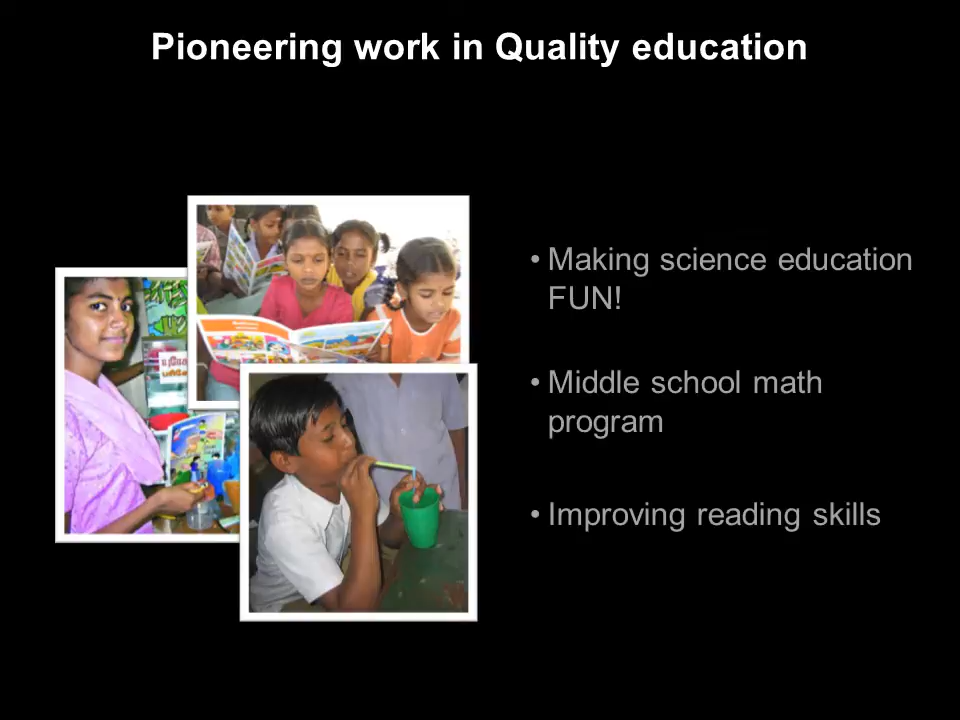 Pioneering work in Quality education
• Making science education
FUN!
• Middle school math
program
• Improving reading skills